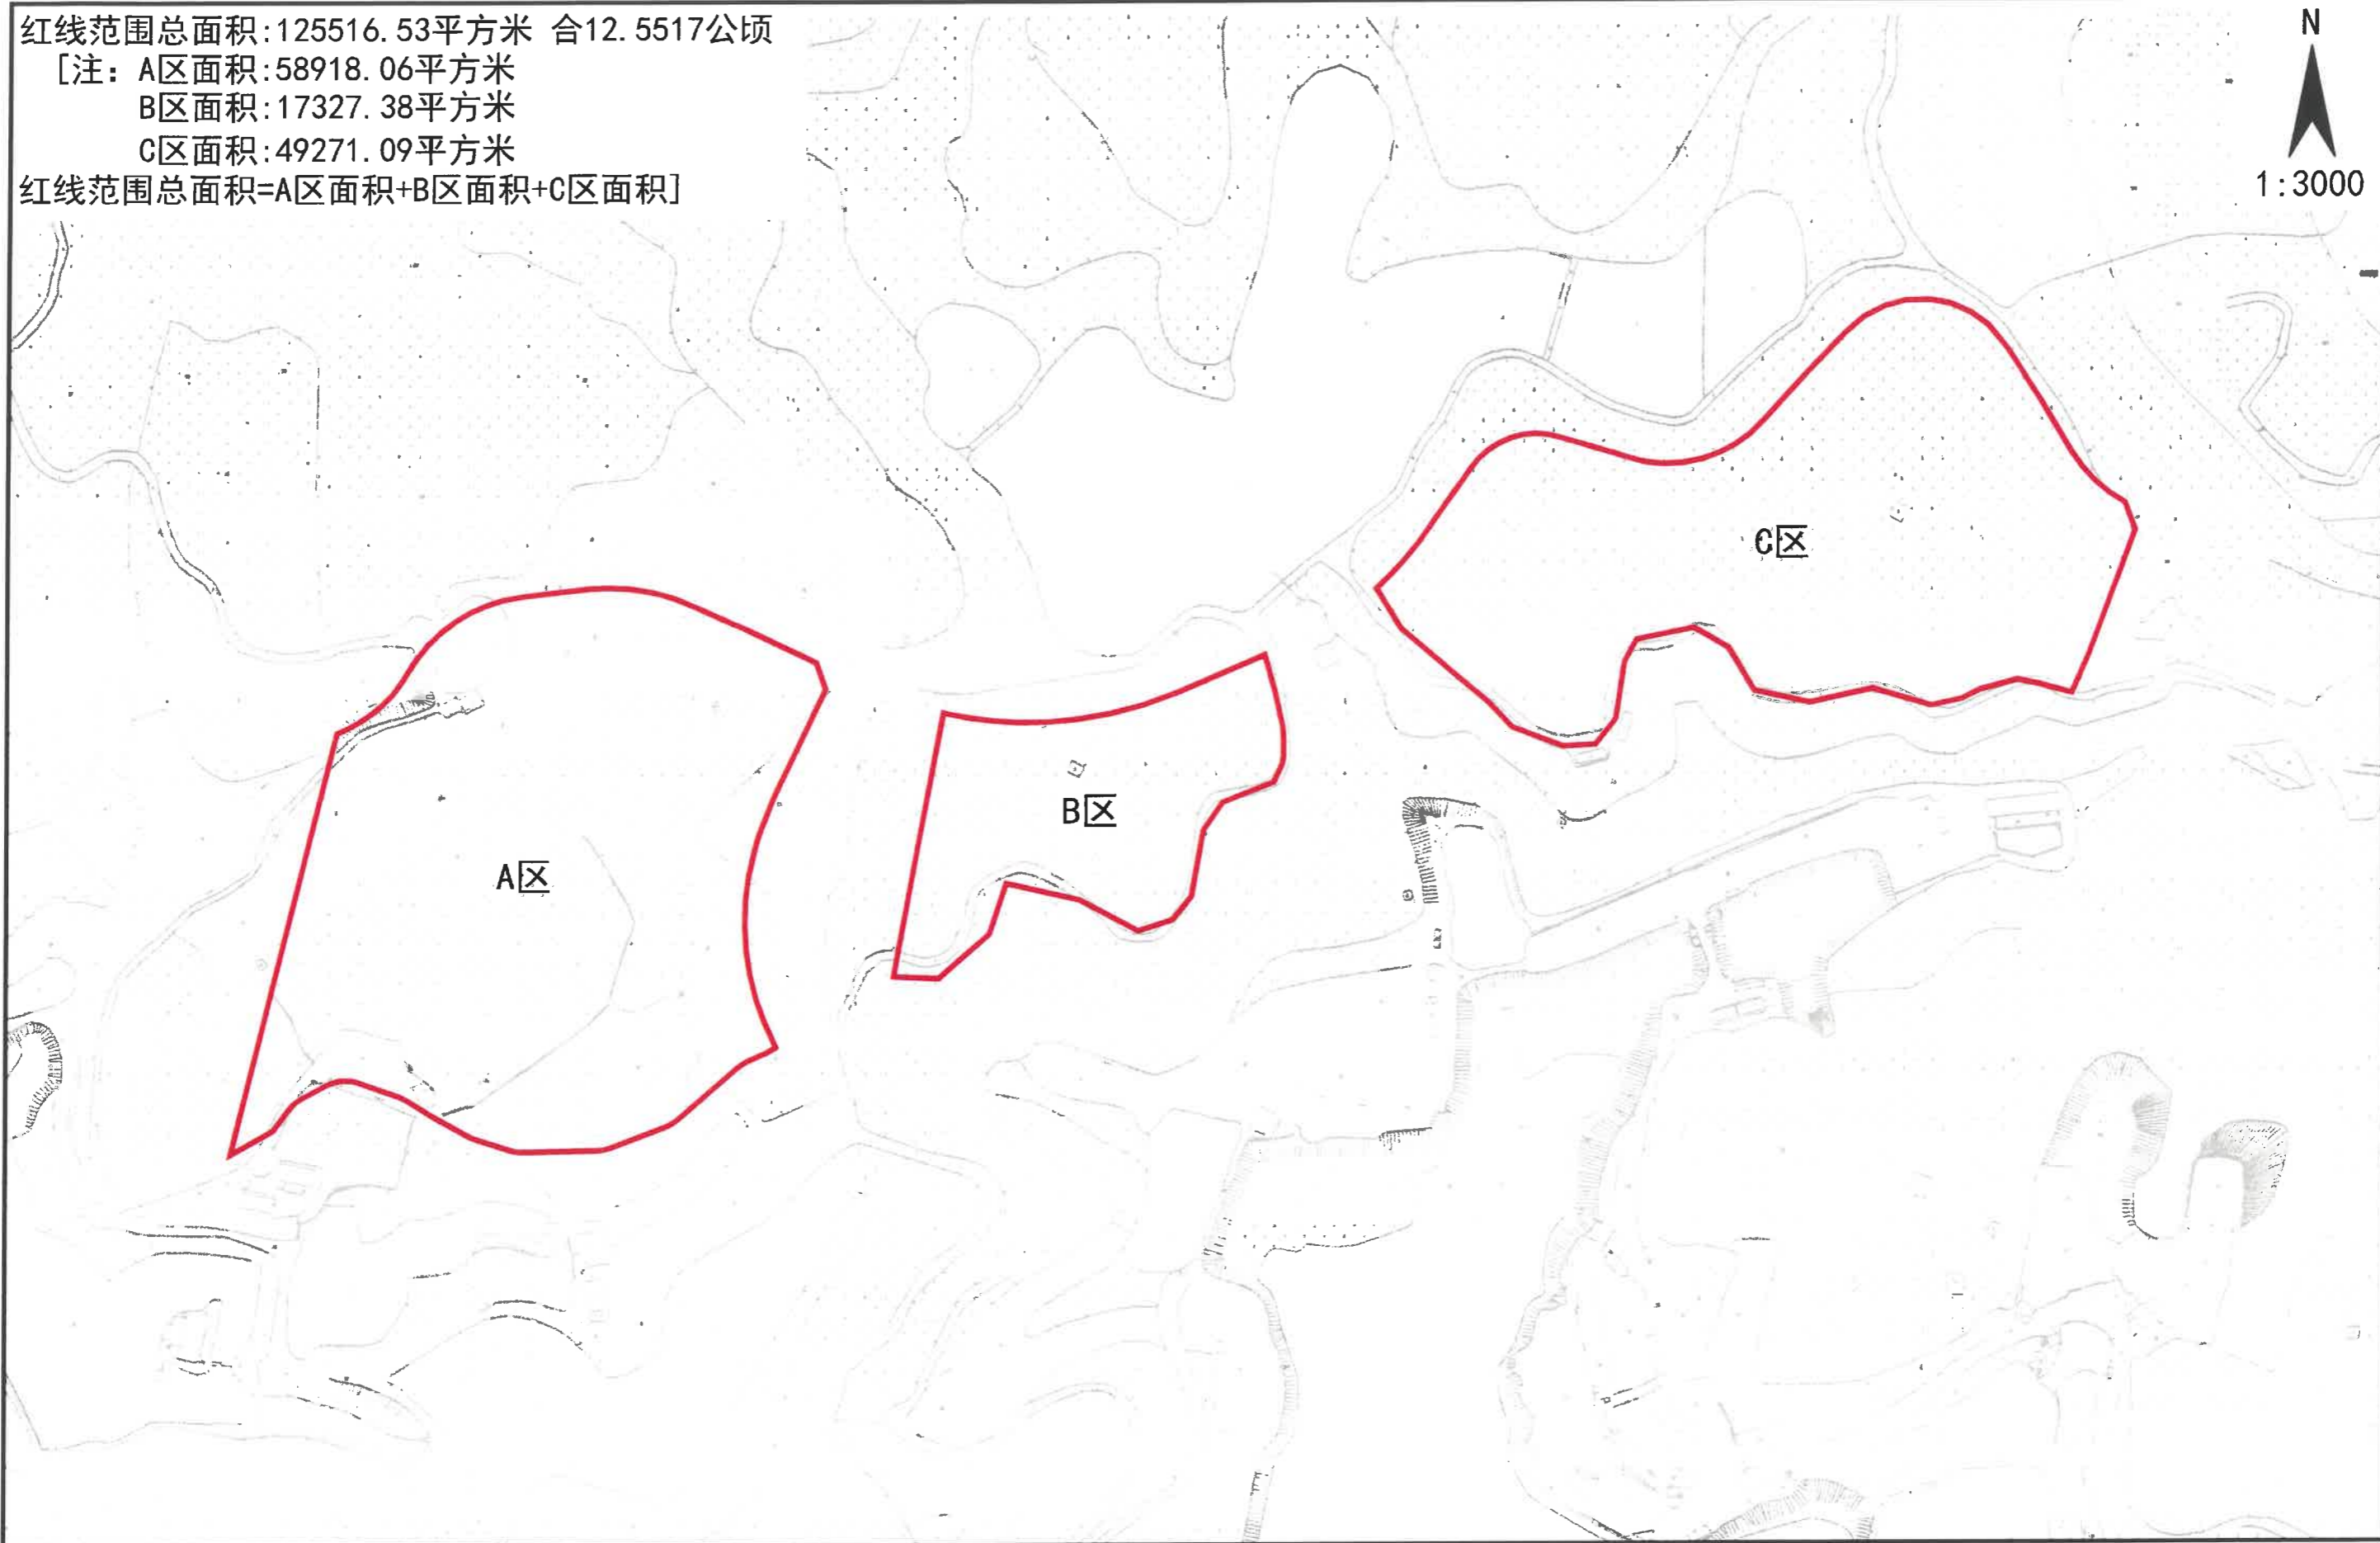 红线范围总面积:125516.53平方米 合12.5517公顷
[注：A区面积:58918.06平方米
B区面积:17327.38平方米
C区面积:49271.09平方米
红线范围总面积=A区面积+B区面积+C区面积]
N
1:3000
C区
B区
A区